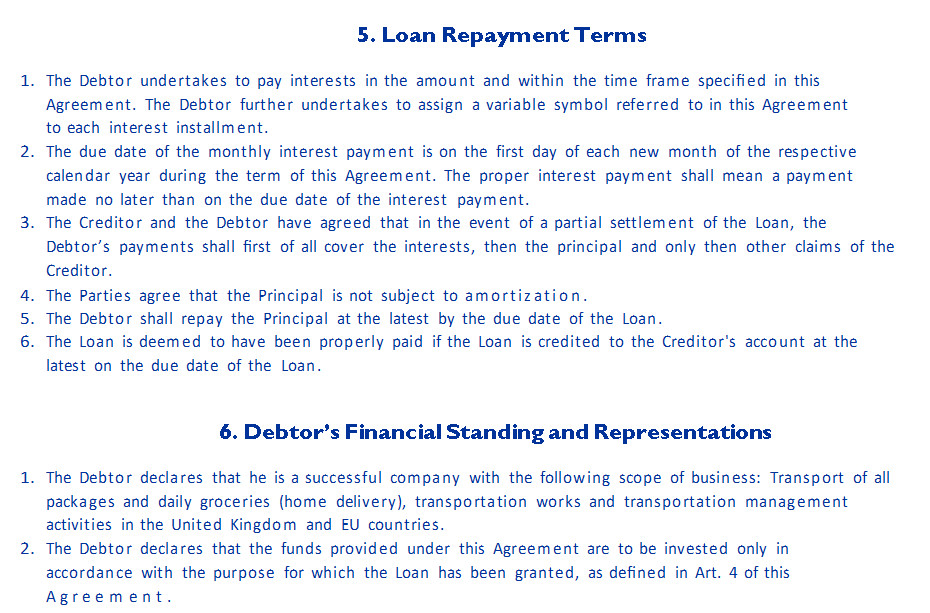 5. Loan Repayment Terms
1. The Debtor undertakes to pay interests in the amount and within the time frame specified in this
Agreement. The Debtor further undertakes to assign a variable symbol referred to in this Agreement
to each interest installment.
2. The due date of the monthly interest payment is on the first day of each new month of the respective
calendar year during the term of this Agreement. The proper interest payment shall mean a payment
made no later than on the due date of the interest payment.
3. The Creditor and the Debtor have agreed that in the event of a partial settlement of the Loan, the
Debtor’s payments shall first of all cover the interests, then the principal and only then other claims of the
Creditor.
4. The Parties agree that the Principal is not subject to amortization.
5. The Debtor shall repay the Principal at the latest by the due date of the Loan.
6. The Loan is deemed to have been properly paid if the Loan is credited to the Creditor's account at the
latest on the due date of the Loan.
6. Debtor’s Financial Standing and Representations
1. The Debtor declares that he is a successful company with the following scope of business: Transport of all
packages and daily groceries (home delivery), transportation works and transportation management
activities in the United Kingdom and EU countries.
2. The Debtor declares that the funds provided under this Agreement are to be invested only in
accordance with the purpose for which the Loan has been granted, as defined in Art. 4 of this
Agreement.